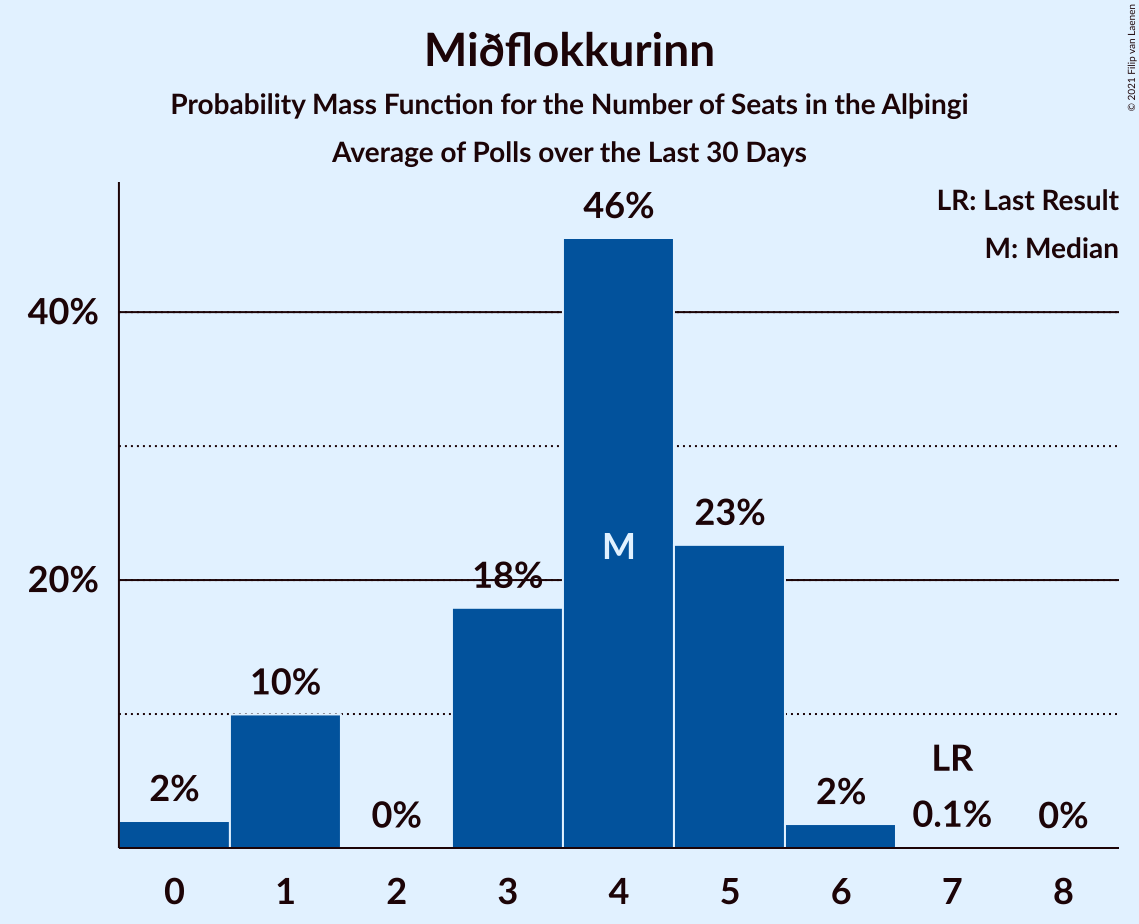 Miðflokkurinn
Probability Mass Function for the Number of Seats in the Alþingi
Average of Polls over the Last 30 Days
© 2021 Filip van Laenen
LR: Last Result
M: Median
46%
40%
23%
M
18%
20%
10%
LR
2%
0%
2%
0.1%
0%
0 1 2 3 4 5 6 7 8